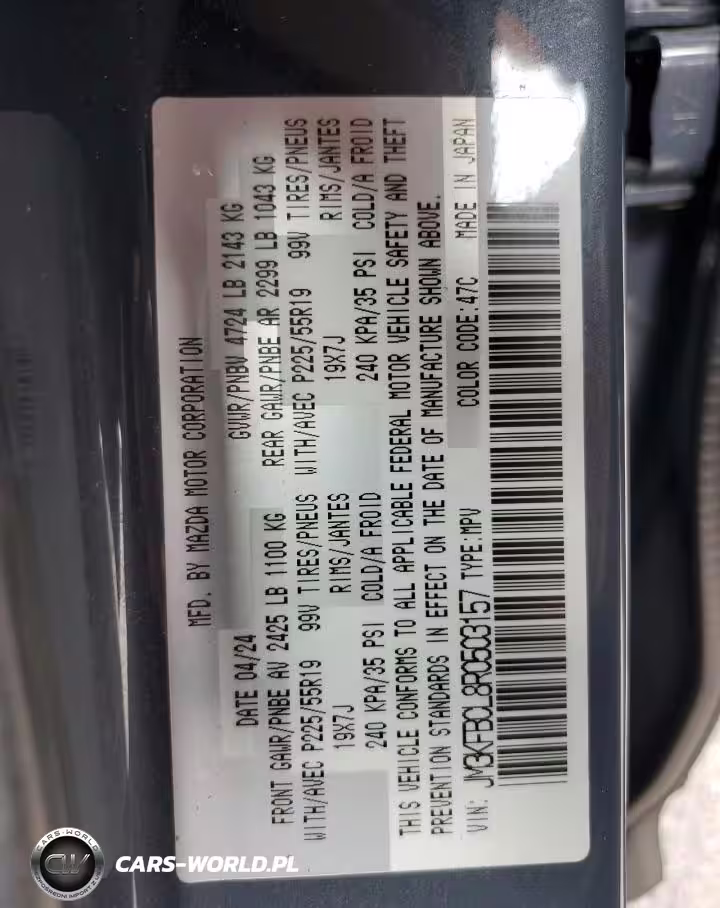 MFD. BY MAZDA MOTOR CORPORATION
DATE 04/24 GVWR/PNBV 4724 LB 2143 KG
FRONT GAWR/PNBE AV 2425 LB 1100 KG REAR GAWR/PNBE AR 2299 LB 1043 KG
WITH/AVEC P225/55R19 99V TIRES/PNEUS WITH/AVEC P225/55R19 99V TIRES/PNEUS
19X7J RIMS/JANTES 19X7J RIMS/JANTES
240 KPA/35 PSI COLD/A FROID 240 KPA/35 PSI COLD/A FROID
THIS VEHICLE CONFORMS TO ALL APPLICABLE FEDERAL MOTOR VEHICLE SAFETY AND THEFT
PREVENTION STANDARDS IN EFFECT ON THE DATE OF MANUFACTURE SHOWN ABOVE.
VIN: JM3KFBCL8R0503157 TYPE:MPV COLOR CODE:47C MADE IN JAPAN
CARS-WORLD
CW
CARS-WORLD.PL